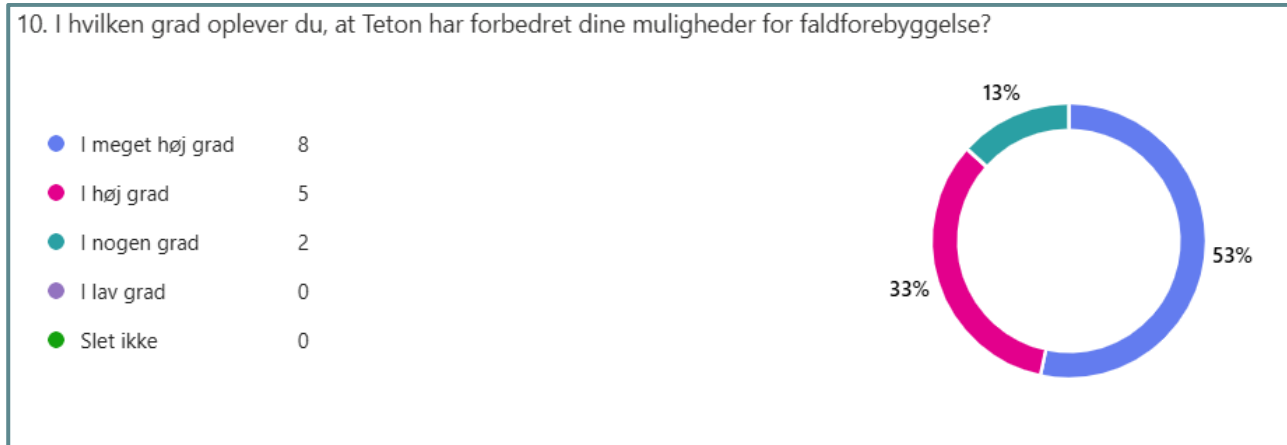 10. I hvilken grad oplever du, at Teton har forbedret dine muligheder for faldforebyggelse?
I meget høj grad 8
I høj grad 5
I nogen grad 2
I lav grad 0
Slet ikke 0
13%
53%
33%